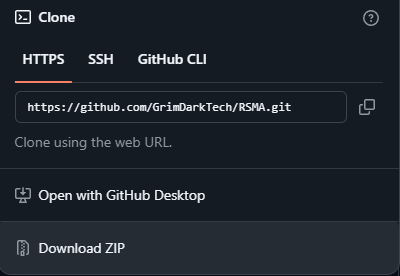 Clone
HTTPS SSH GitHub CLI
https://github.com/GrimDarkTech/RSMA.git
Clone using the web URL.
Open with GitHub Desktop
Download ZIP